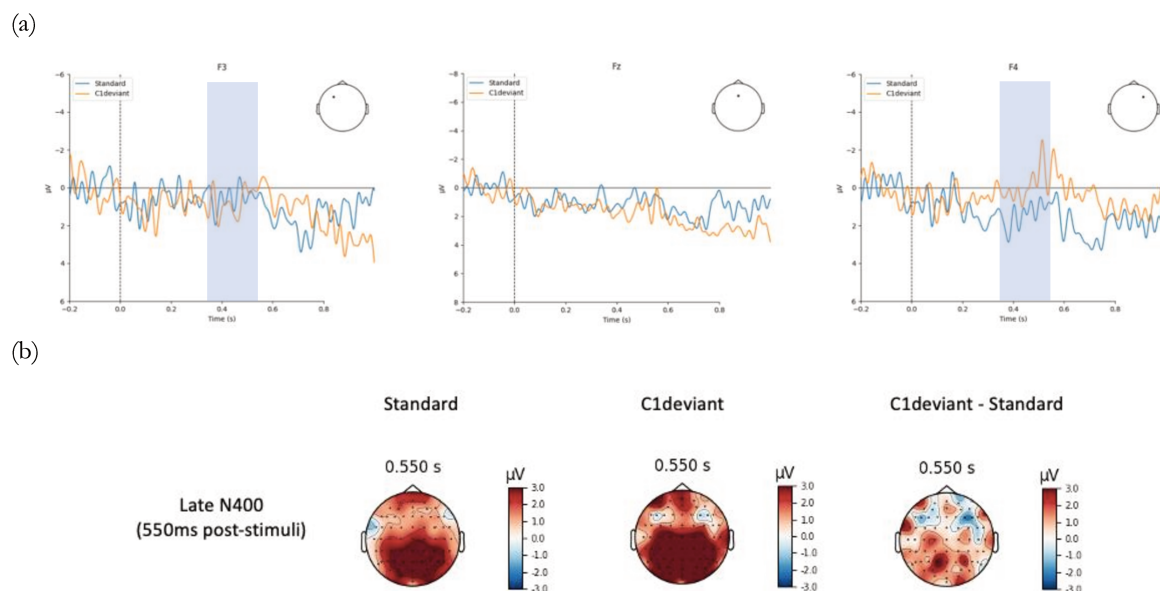 (a)
F3
Standard
C1deviant
−6
−4
−2
0
2
4
6
μV
−0.2 0.0 0.2 0.4 0.6 0.8
Time (s)
Fz
Standard
C1deviant
−8
−6
−4
−2
0
2
4
6
8
μV
−0.2 0.0 0.2 0.4 0.6 0.8
Time (s)
F4
Standard
C1deviant
−6
−4
−2
0
2
4
6
μV
−0.2 0.0 0.2 0.4 0.6 0.8
Time (s)
(b)
Standard
C1deviant
C1deviant - Standard
Late N400
(550ms post-stimuli)
0.550 s
μV
3.0
2.0
1.0
0.0
-1.0
-2.0
-3.0
0.550 s
μV
3.0
2.0
1.0
0.0
-1.0
-2.0
-3.0
0.550 s
μV
3.0
2.0
1.0
0.0
-1.0
-2.0
-3.0